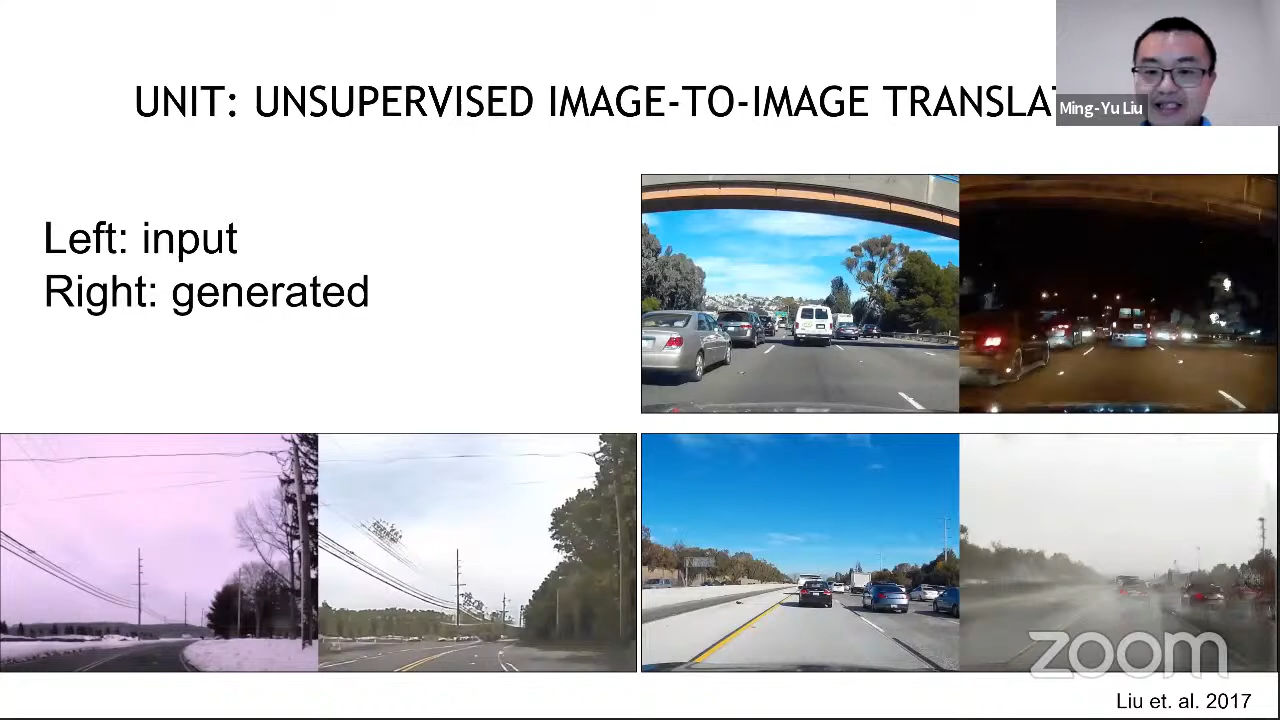 UNIT: UNSUPERVISED IMAGE-TO-IMAGE TRANSLAT
Ming-Yu Liu
Left: input
Right: generated
zoom
Liu et. al. 2017